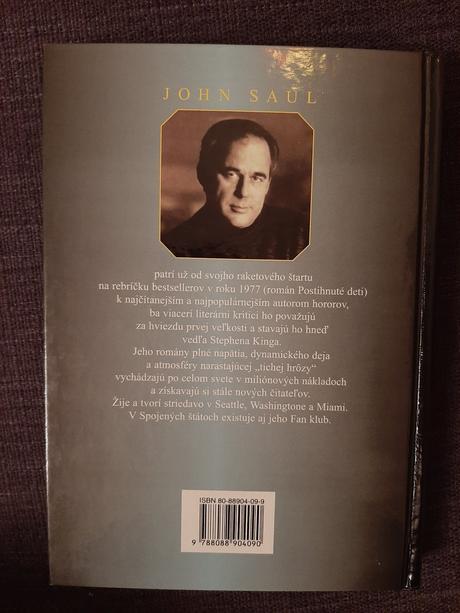 JOHN SAUL
patrí už od svojho raketového štartu
na rebríčku bestsellerov v roku 1977 (román Postihnuté deti)
k najčítanejším a najpopulárnejším autorom hororov,
ba viacerí literárni kritici ho považujú
za hviezdu prvej veľkosti a stavajú ho hneď
vedľa Stephena Kinga.
Jeho romány plné napätia, dynamického deja
a atmosféry narastajúcej „tichej hrôzy"
vychádzajú po celom svete v miliónových nákladoch
a získavajú si stále nových čitateľov.
Žije a tvorí striedavo v Seattle, Washingtone a Miami.
V Spojených štátoch existuje aj jeho Fan klub.
ISBN 80-88904-09-9
9 788088 904090